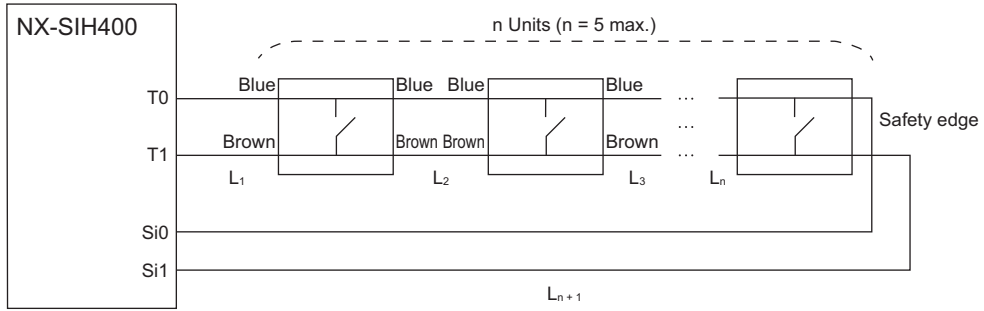 NX-SIH400
n Units (n = 5 max.)
Blue Blue Blue Blue ...
T0
Safety edge
...
T1
Brown Brown Brown Brown ...
L1 L2 L3 Ln
Si0
Si1
Ln + 1